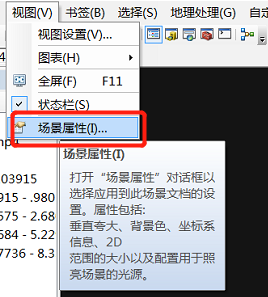 视图(V) 书签(B) 选择(S) 地理处理(G) 自
视图设置(V)...
图表(H)
全屏(F) F11
状态栏(S)
场景属性(I)...
03915
575 - 2.68
584 - 5.22
7736 - 8.3
场景属性(I)
打开“场景属性”对话框以
选择应用到此场景文档的设
置。属性包括:
垂直夸大、背景色、坐标系
信息、2D
范围的大小以及配置用于照
亮场景的光源。